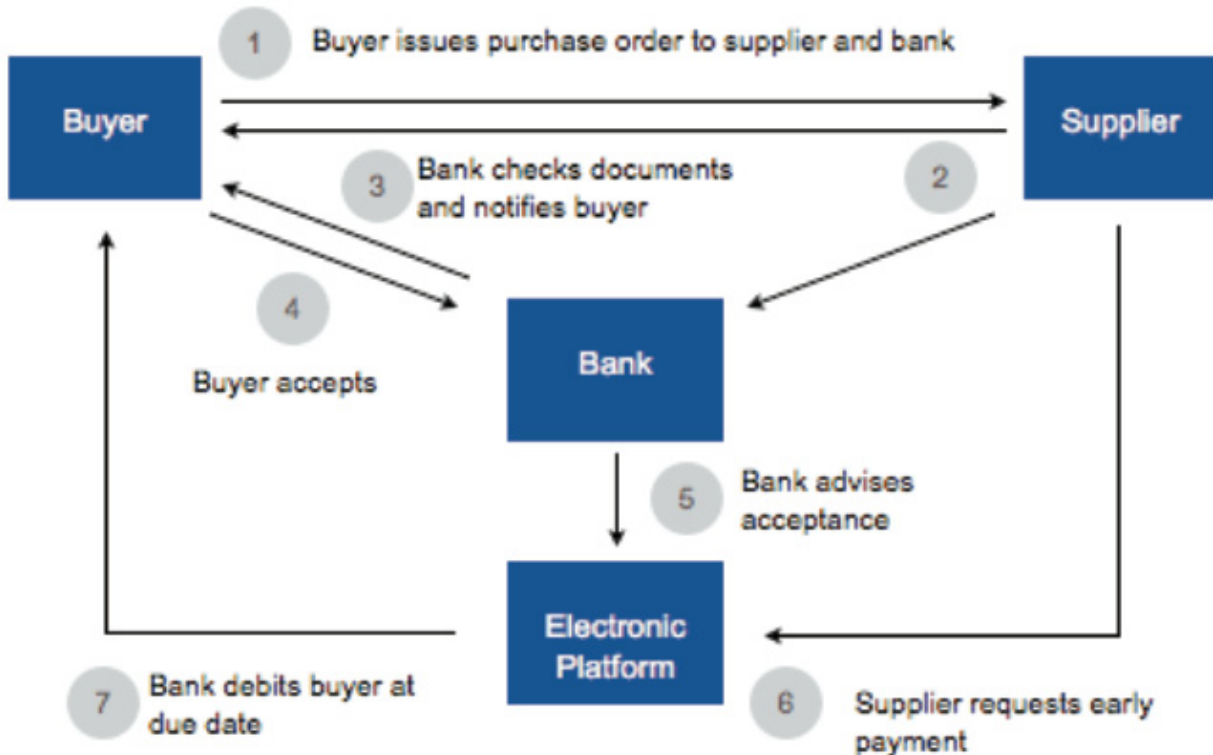 1
Buyer issues purchase order to supplier and bank
Buyer
Supplier
3
Bank checks documents
and notifies buyer
2
4
Buyer accepts
Bank
5
Bank advises
acceptance
Electronic
Platform
7
Bank debits buyer at
due date
6
Supplier requests early
payment